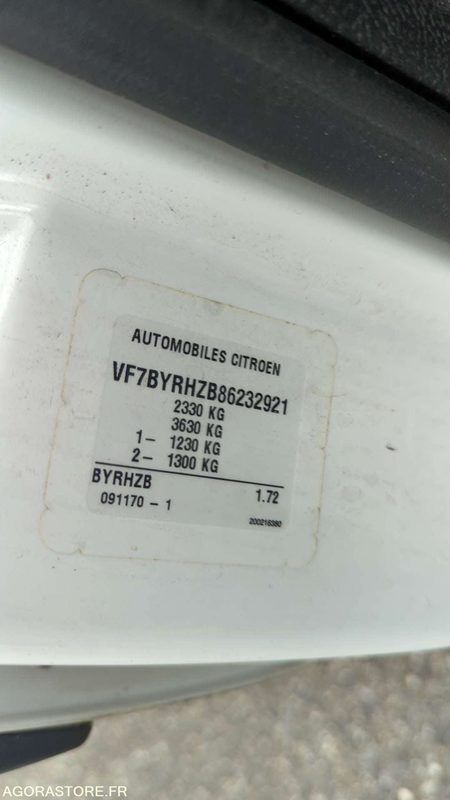 AUTOMOBILES CITROEN
VF7BYRHZB86232921
2330 KG
3630 KG
1- 1230 KG
2- 1300 KG
BYRHZB 1.72
091170 - 1 200216380
AGORASTORE.FR